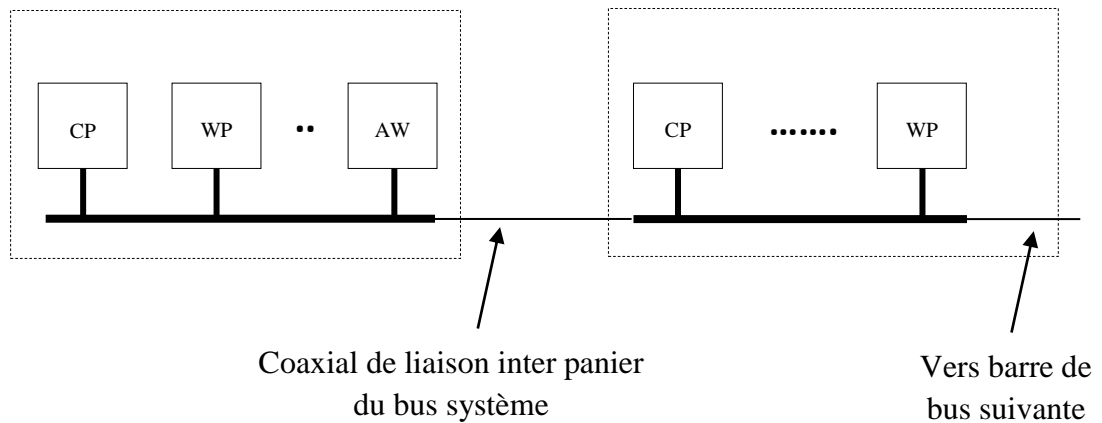 CP WP AW CP WP
Coaxial de liaison inter panier
du bus système
Vers barre de
bus suivante